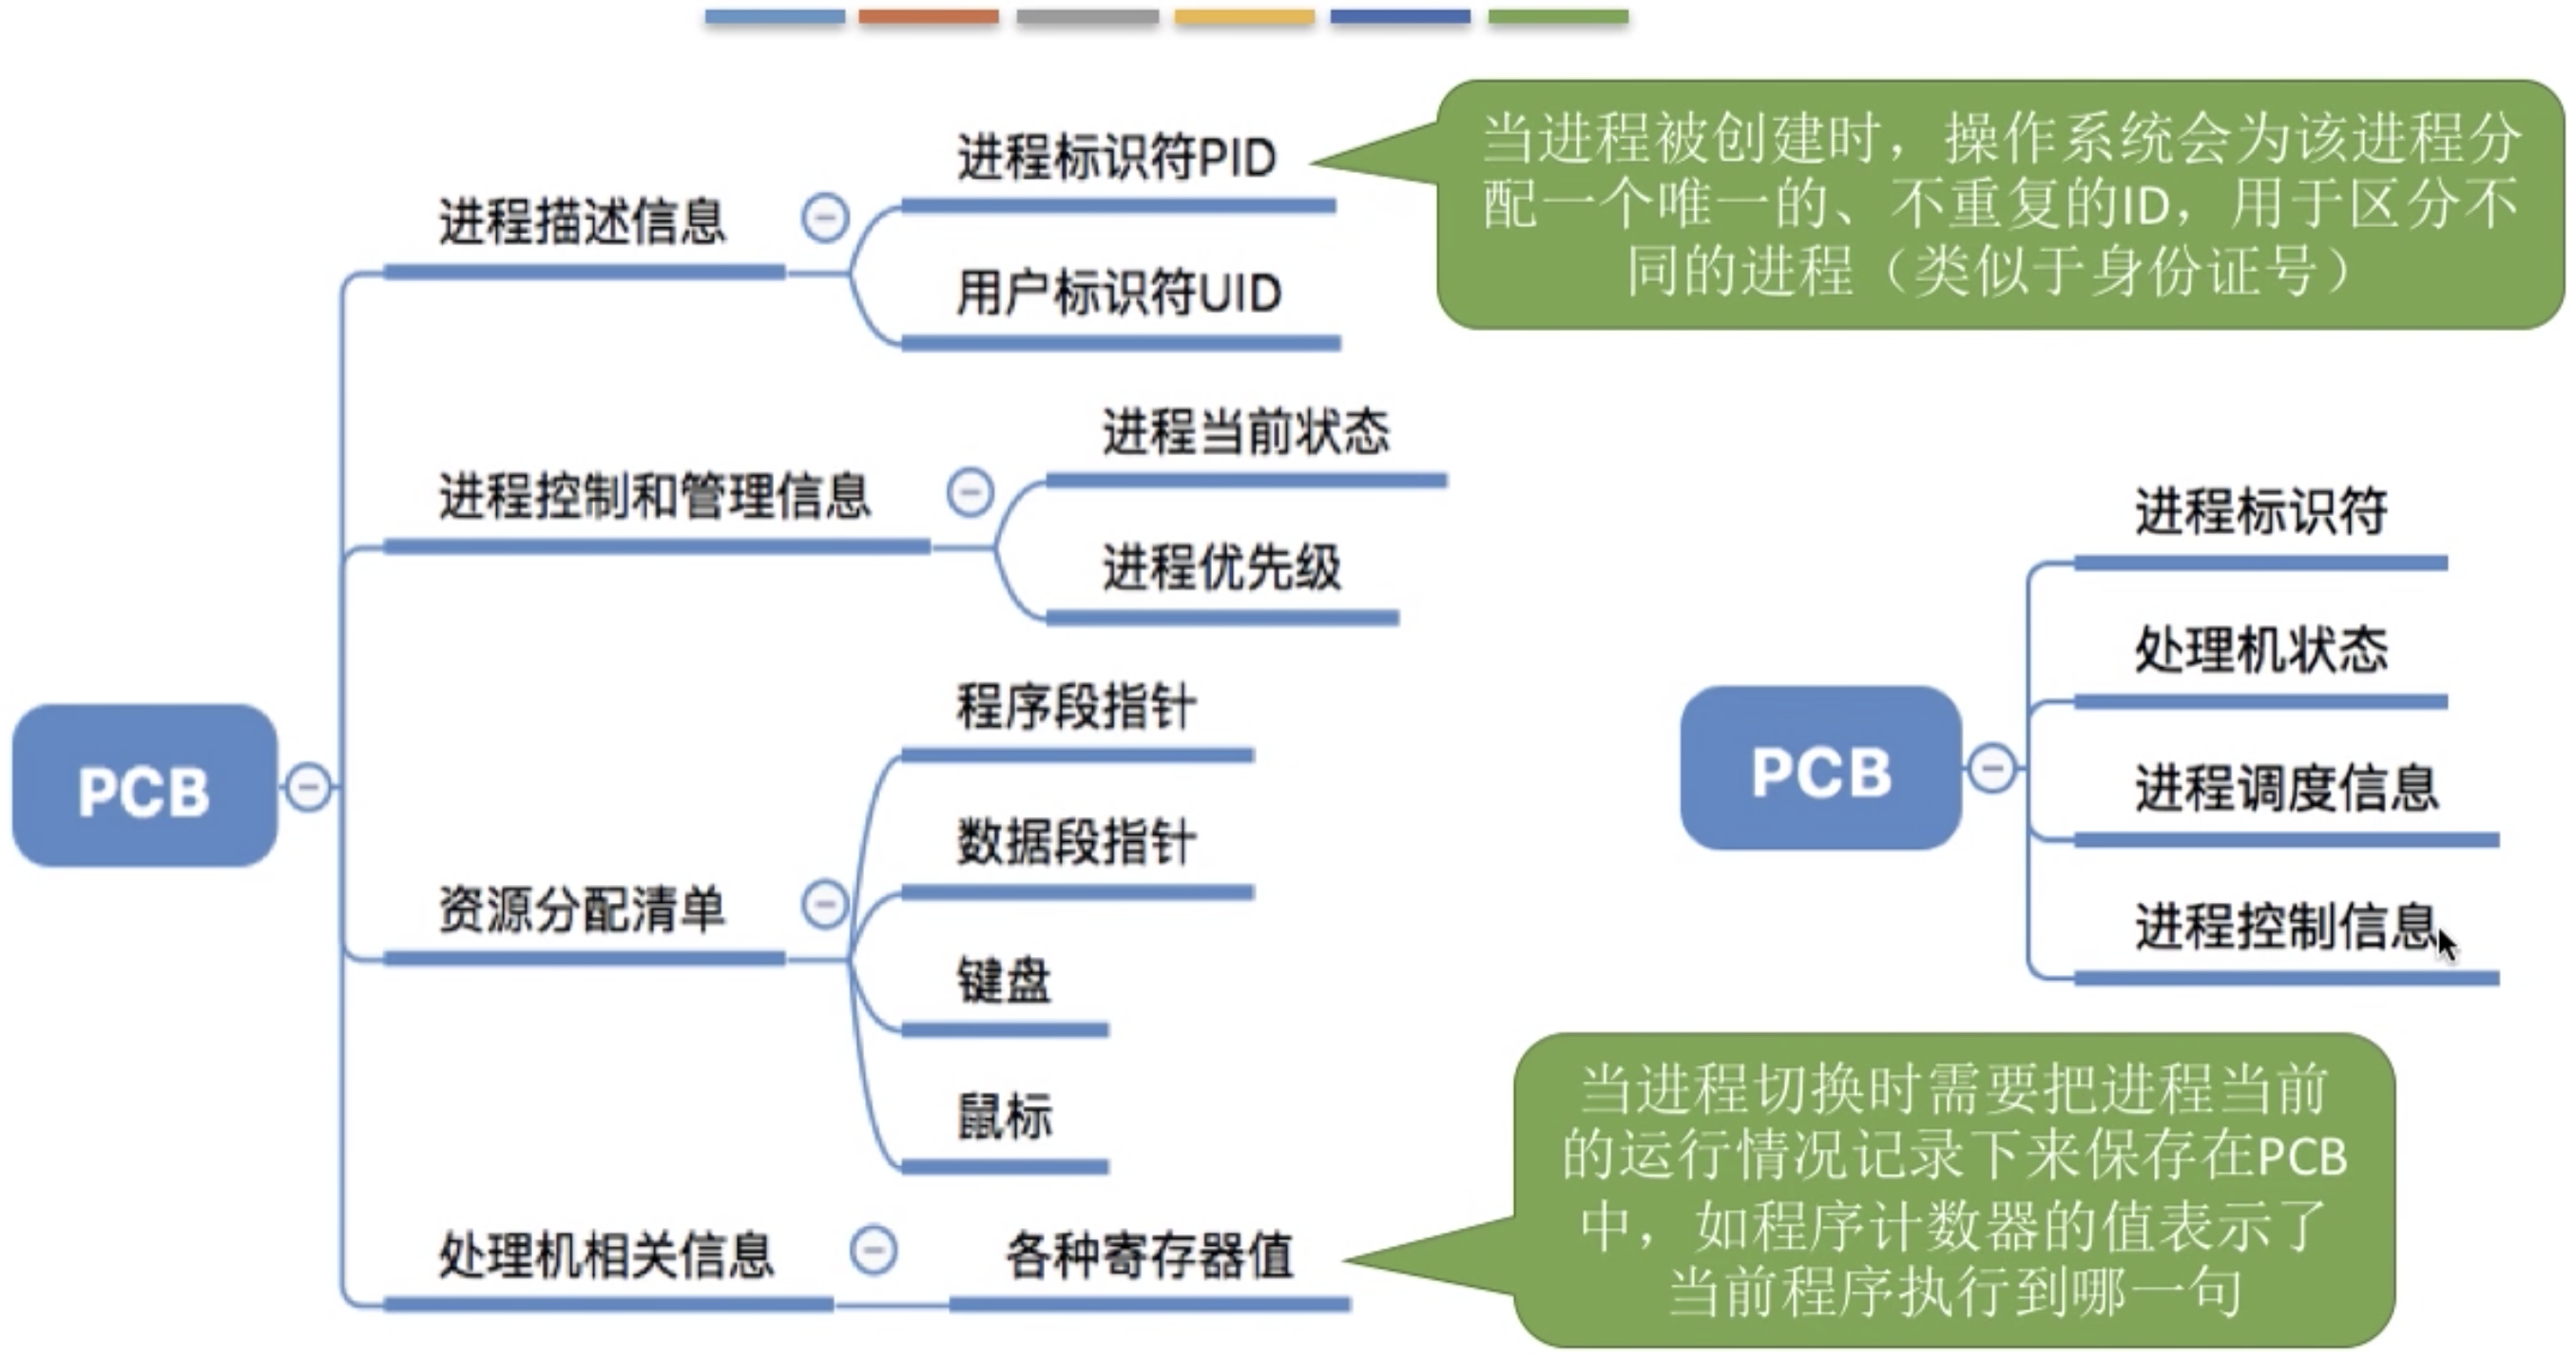 进程标识符PID
进程描述信息
用户标识符UID
当进程被创建时，操作系统会为该进程分
配一个唯一的、不重复的ID，用于区分不
同的进程（类似于身份证号）
进程当前状态
进程控制和管理信息
进程优先级
程序段指针
数据段指针
PCB
资源分配清单
键盘
鼠标
处理机相关信息
各种寄存器值
进程标识符
处理机状态
PCB
进程调度信息
进程控制信息
当进程切换时需要把进程当前
的运行情况记录下来保存在PCB
中，如程序计数器的值表示了
当前程序执行到哪一句